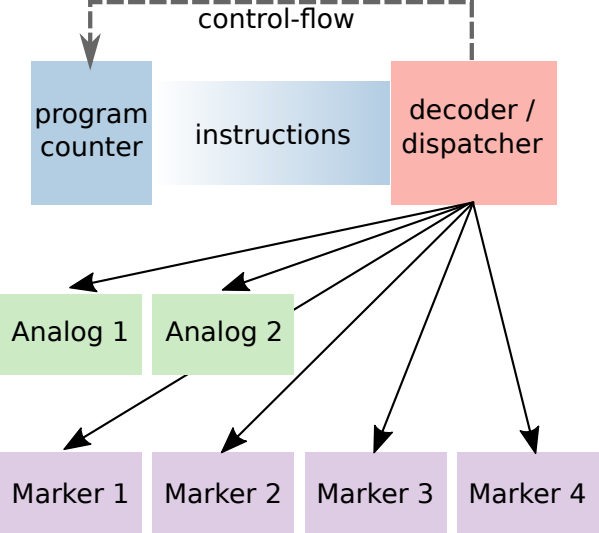 control-flow
program
counter
instructions
decoder /
dispatcher
Analog 1
Analog 2
Marker 1
Marker 2
Marker 3
Marker 4